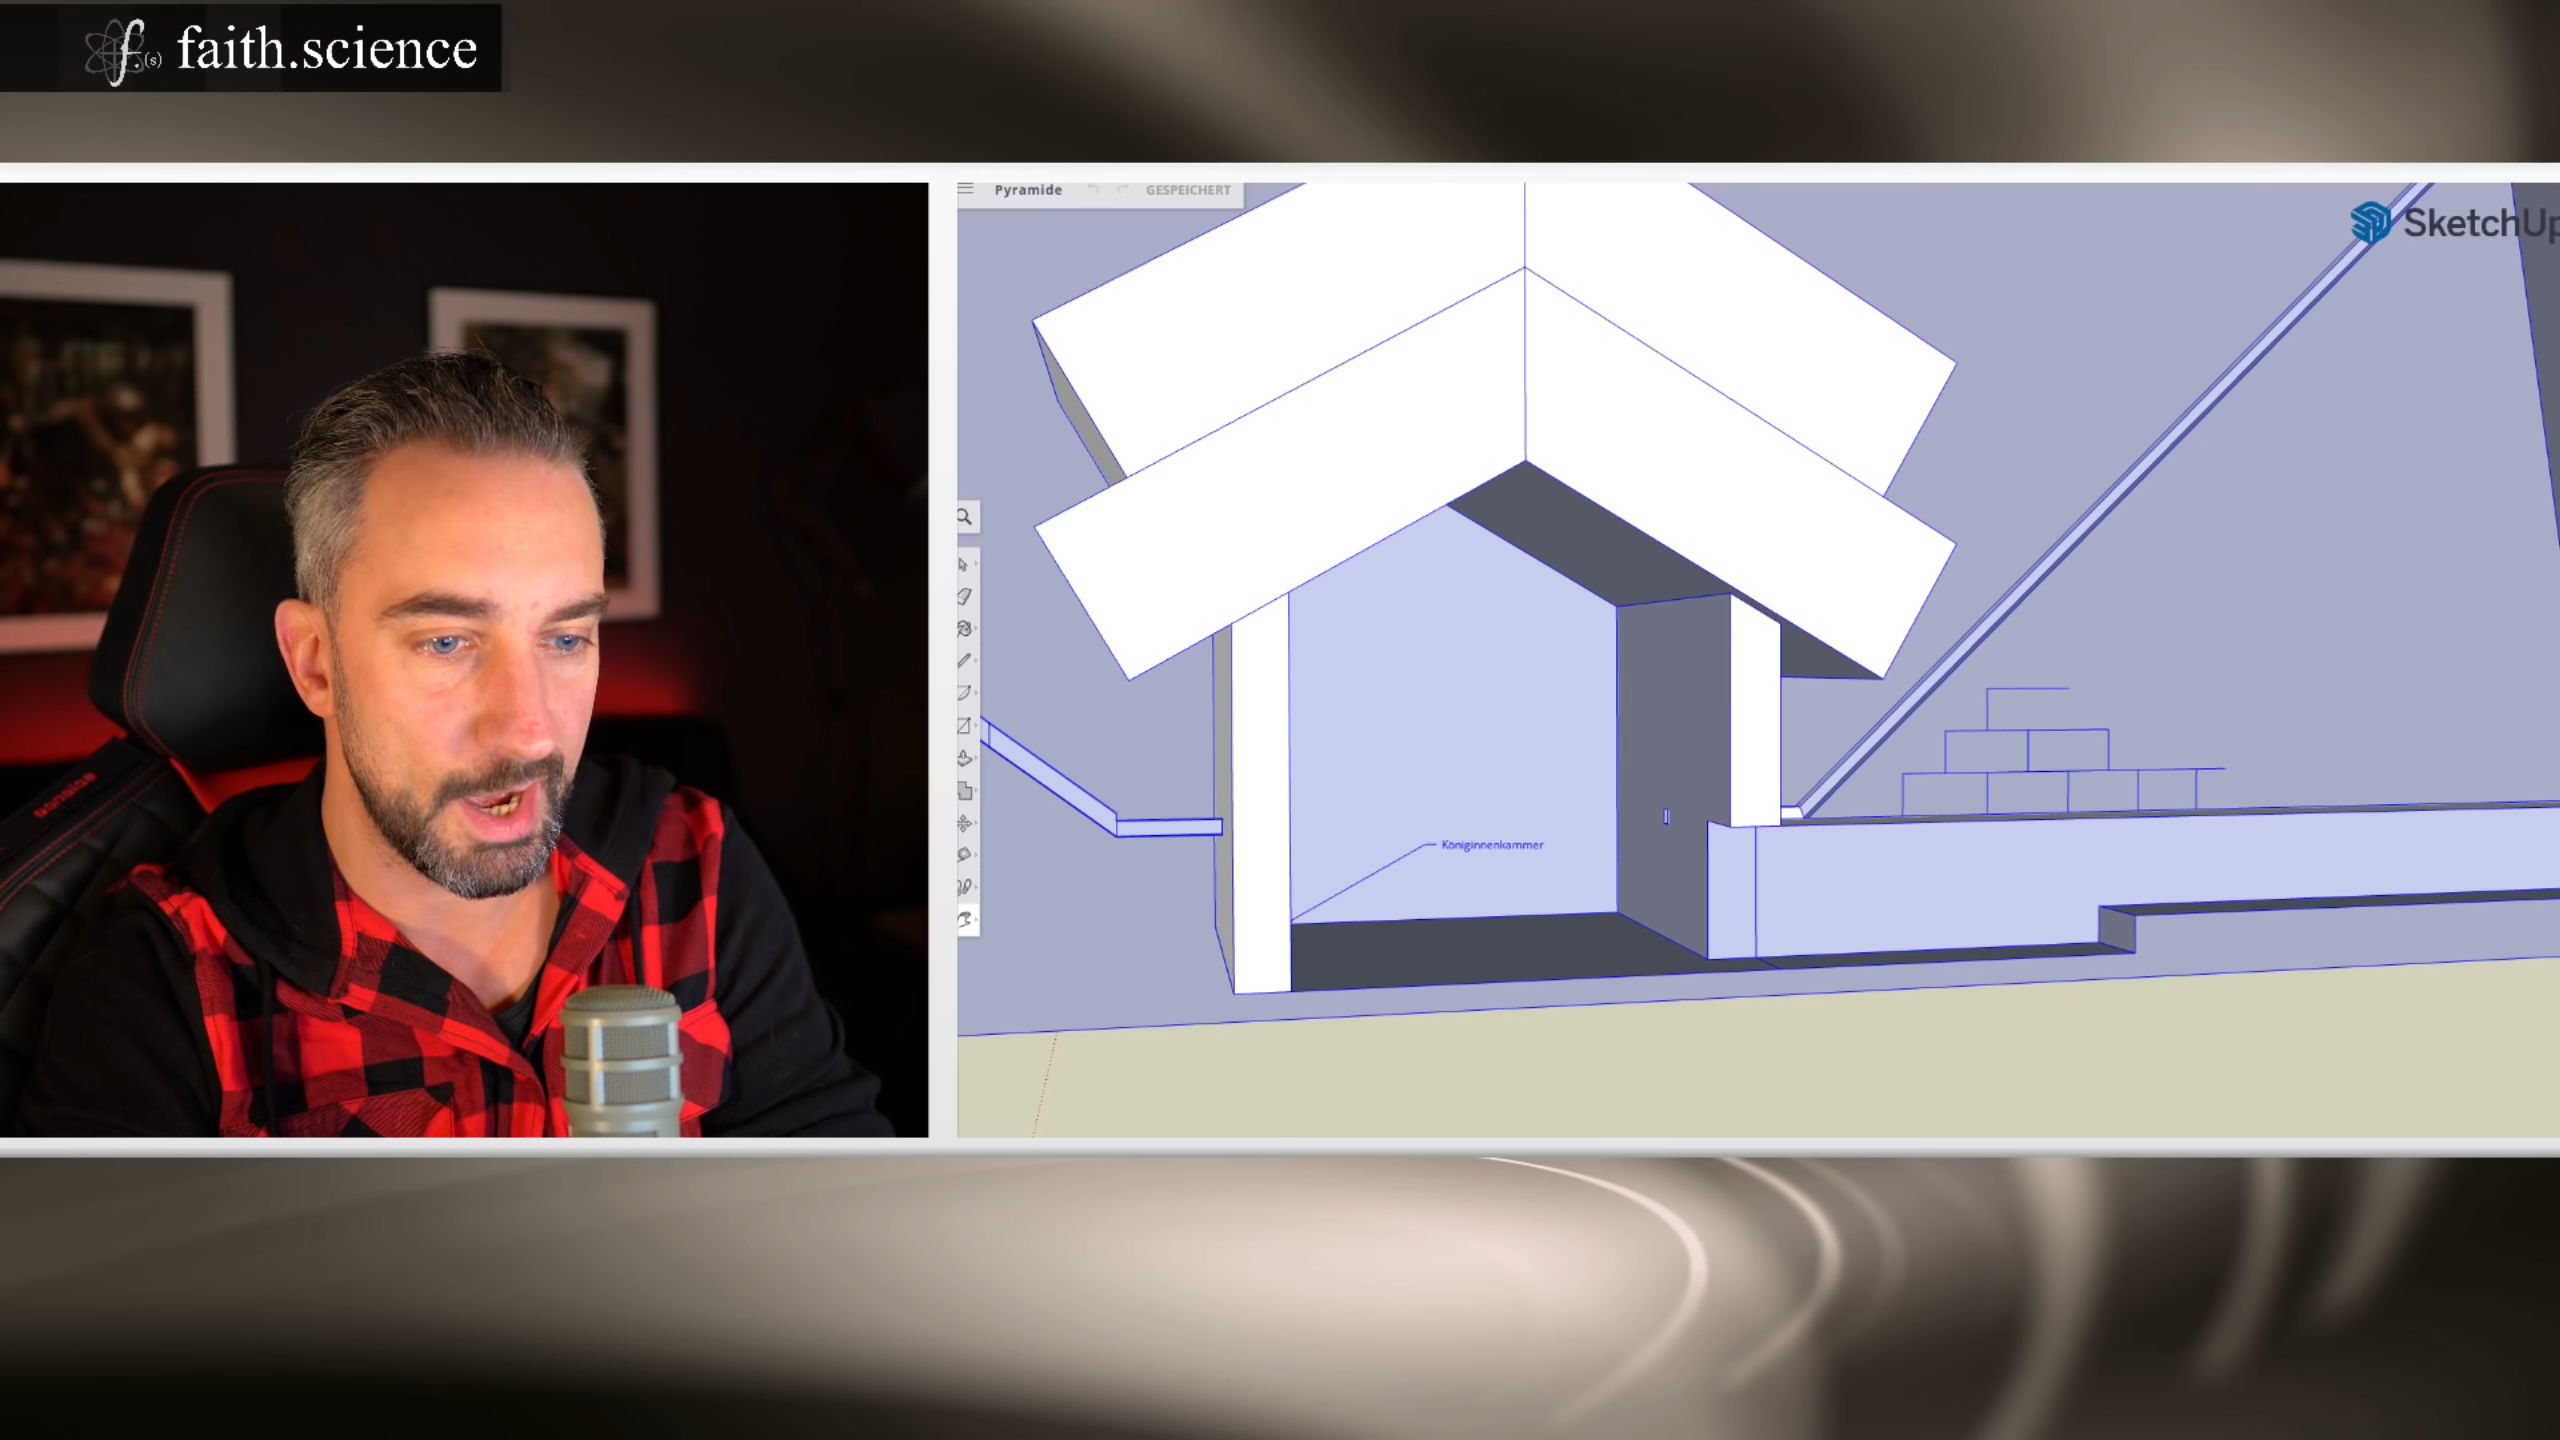 f.(s) faith.science
Pyramide GESPEICHERT
SketchUp
Königinnenkammer